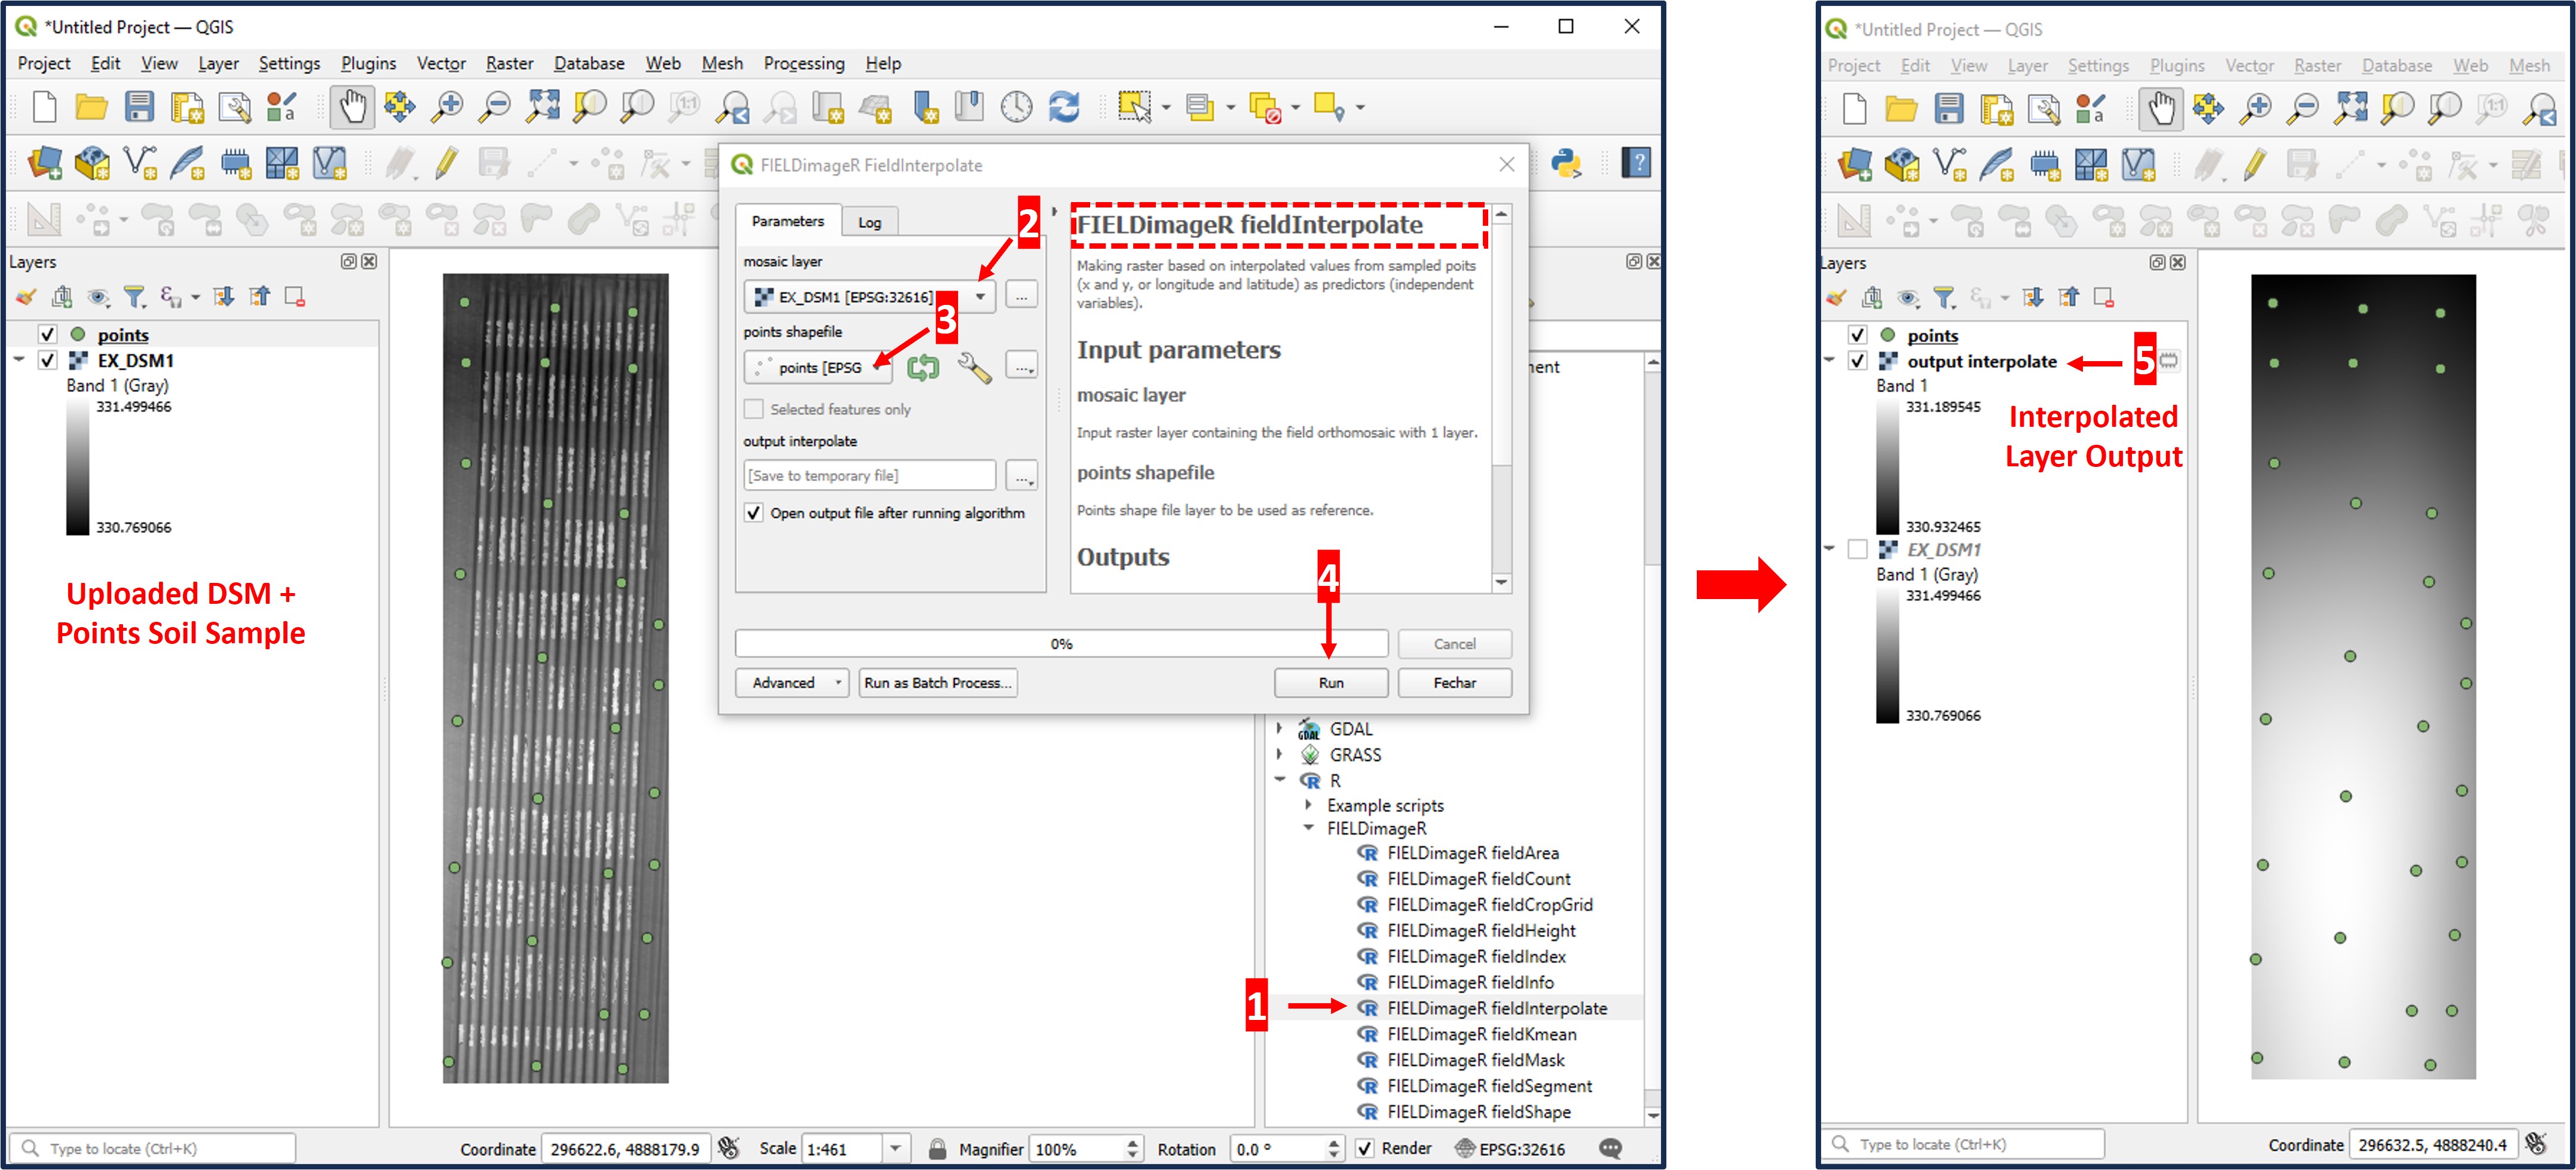 *Untitled Project — QGIS
Project Edit View Layer Settings Plugins Vector Raster Database Web Mesh Processing Help
Layers
points
EX_DSM1
Band 1 (Gray)
331.499466
330.769066
Uploaded DSM +
Points Soil Sample
FIELDimageR FieldInterpolate
Parameters Log
mosaic layer
EX_DSM1 [EPSG:32616]
...
2
points shapefile
3
points [EPSG
...
Selected features only
output interpolate
[Save to temporary file]
...
Open output file after running algorithm
FIELDimageR fieldInterpolate
Making raster based on interpolated values from sampled poits
(x and y, or longitude and latitude) as predictors (independent
variables).
Input parameters
mosaic layer
Input raster layer containing the field orthomosaic with 1 layer.
points shapefile
Points shape file layer to be used as reference.
Outputs
4
0%
Cancel
Advanced
Run as Batch Process...
Run
Fechar
GDAL
GRASS
R
Example scripts
FIELDimageR
FIELDimageR fieldArea
FIELDimageR fieldCount
FIELDimageR fieldCropGrid
FIELDimageR fieldHeight
FIELDimageR fieldIndex
FIELDimageR fieldInfo
1
FIELDimageR fieldInterpolate
FIELDimageR fieldKmean
FIELDimageR fieldMask
FIELDimageR fieldSegment
FIELDimageR fieldShape
Type to locate (Ctrl+K)
Coordinate 296622.6, 4888179.9 Scale 1:461 Magnifier 100% Rotation 0.0 ° Render EPSG:32616
*Untitled Project — QGIS
Project Edit View Layer Settings Plugins Vector Raster Database Web Mesh
Layers
points
output interpolate
5
Band 1
331.189545
330.932465
Interpolated
Layer Output
EX_DSM1
Band 1 (Gray)
331.499466
330.769066
Type to locate (Ctrl+K)
Coordinate 296632.5, 4888240.4